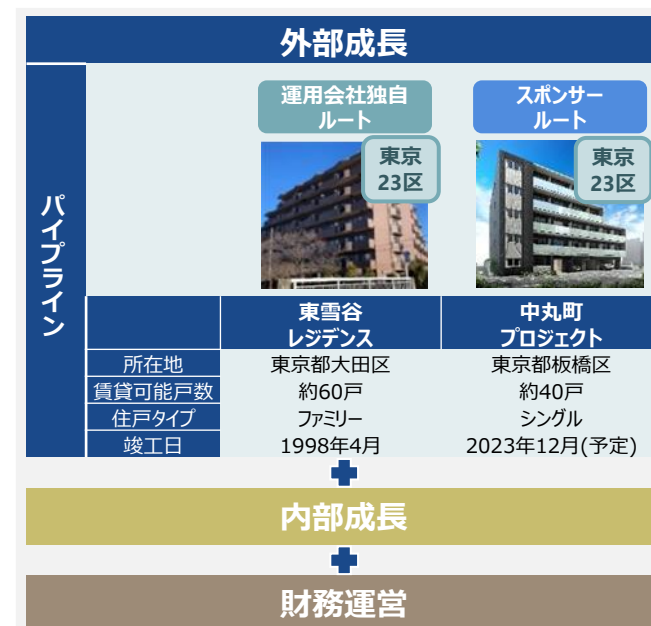 外部成長
パイプライン
運用会社独自
ルート
スポンサー
ルート
東京
23区
東京
23区
東雪谷
レジデンス
中丸町
プロジェクト
所在地
東京都大田区
東京都板橋区
賃貸可能戸数
約60戸
約40戸
住戸タイプ
ファミリー
シングル
竣工日
1998年4月
2023年12月(予定)
内部成長
財務運営